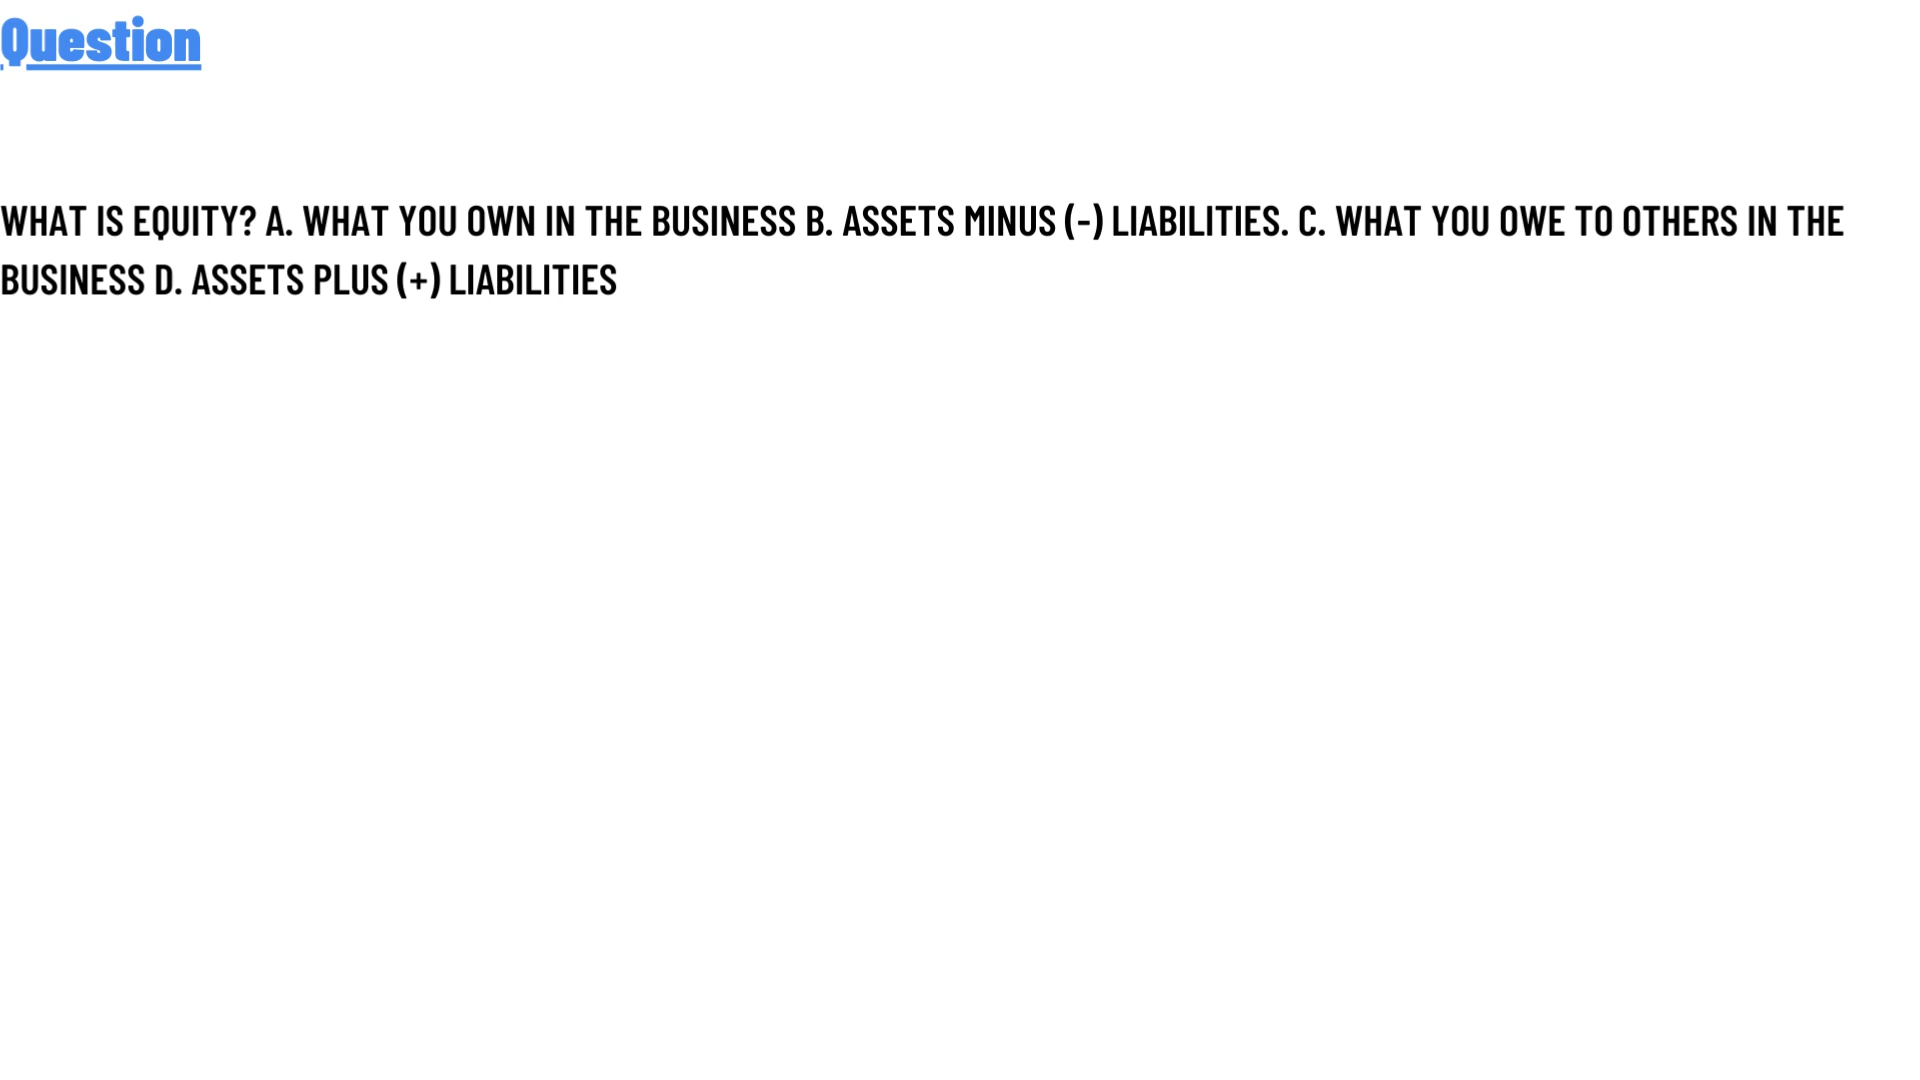 Question
WHAT IS EQUITY? A. WHAT YOU OWN IN THE BUSINESS B. ASSETS MINUS (-) LIABILITIES. C. WHAT YOU OWE TO OTHERS IN THE
BUSINESS D. ASSETS PLUS (+) LIABILITIES